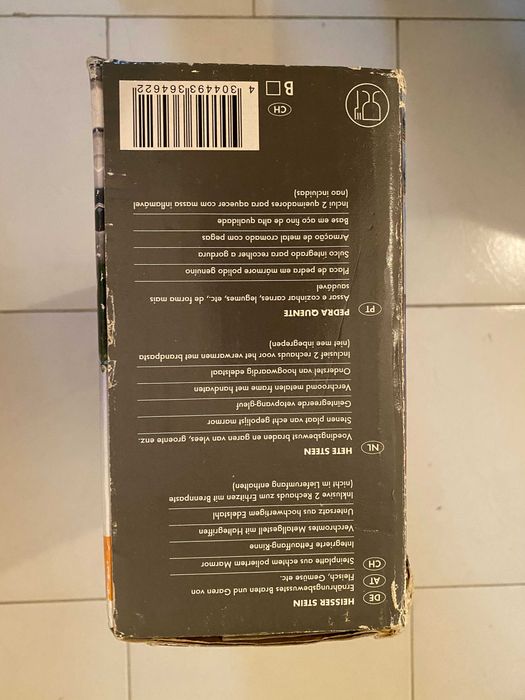 DE AT CH
HEISSER STEIN
Ernährungsbewusstes Braten und Garen von
Fleisch, Gemüse etc.
Steinplatte aus echtem poliertem Marmor
Integrierte Fettauffang-Rinne
Verchromtes Metallgestell mit Haltegriffen
Untersatz aus hochwertigem Edelstahl
Inklusive 2 Rechauds zum Erhitzen mit Brennpaste
(nicht im Lieferumfang enthalten)
NL
HETE STEEN
Voedingsbewust braden en garen van vlees, groente enz.
Stenen plaat van echt gepolijst marmor
Geïntegreerde vetopvang-gleuf
Verchroomd metalen frame met handvaten
Onderstel van hoogwaardig edelstaal
Inclusief 2 rechauds voor het verwarmen met brandpasta
(niet mee inbegrepen)
PT
PEDRA QUENTE
Assar e cozinhar carnes, legumes, etc., de forma mais
saudável
Placa de pedra em mármore polido genuíno
Sulco integrado para recolher a gordura
Armação de metal cromado com pegas
Base em aço fino de alta qualidade
Inclui 2 queimadores para aquecer com massa inflamável
(nao incluídas)
CH
B
4 304493 364622